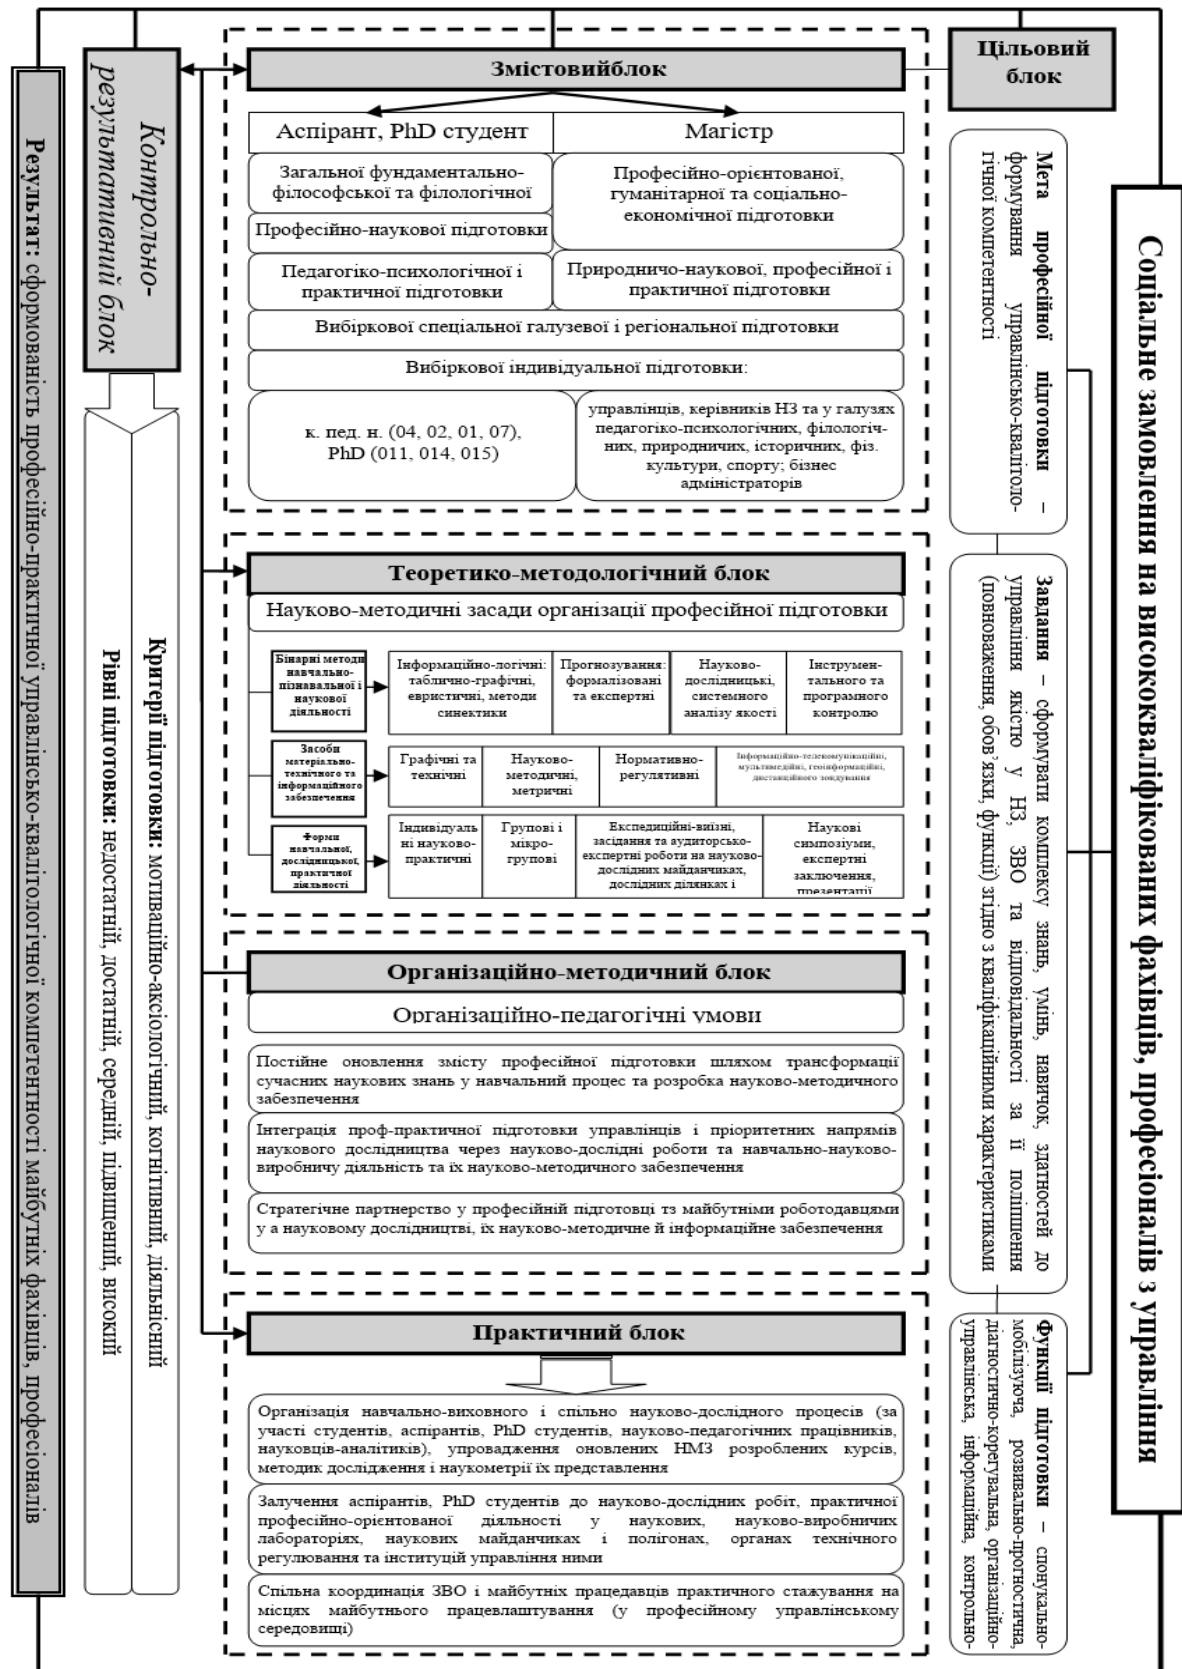 Соціальне замовлення на висококваліфікованих фахівців, професіоналів з управління
Цільовий
блок
Мета професійної підготовки –
формування управлінсько-квалітоло-
гічної компетентності
Завдання – сформувати комплексу знань, умінь, навичок, здатностей до
управління якістю у НЗ, ЗВО та відповідальності за її поліпшення
(повноваження, обов'язки, функції) згідно з кваліфікаційними характеристиками
Функції підготовки – спонукально-
мобілізуюча, розвивально-прогностична,
діагностично-корегувальна, організаційно-
управлінська, інформаційна, контрольно-
Змістовийблок
Аспірант, PhD студент
Магістр
Загальної фундаментально-
філософської та філологічної
Професійно-наукової підготовки
Педагогіко-психологічної і
практичної підготовки
Професійно-орієнтованої,
гуманітарної та соціально-
економічної підготовки
Природничо-наукової, професійної і
практичної підготовки
Вибіркової спеціальної галузевої і регіональної підготовки
Вибіркової індивідуальної підготовки:
к. пед. н. (04, 02, 01, 07),
PhD (011, 014, 015)
управлінців, керівників НЗ та у галузях
педагогіко-психологічних, філологіч-
них, природничих, історичних, фіз.
культури, спорту; бізнес
адміністраторів
Теоретико-методологічний блок
Науково-методичні засади організації професійної підготовки
Бінарні методи
навчально-
пізнавальної і
наукової
діяльності
Інформаційно-логічні:
таблично-графічні,
евристичні, методи
синектики
Прогнозування:
формалізовані
та експертні
Науково-
дослідницькі,
системного
аналізу якості
Інструмен-
тального та
програмного
контролю
Засоби
матеріально-
технічного та
інформаційного
забезпечення
Графічні та
технічні
Науково-
методичні,
метричні
Нормативно-
регулятивні
Інформаційно-телекомунікаційні,
мультимедійні, геоінформаційні,
дистанційного зондування
Форми
навчальної,
дослідницької,
практичної
діяльності
Індивідуаль
ні науково-
практичні
Групові і
мікро-
групові
Експедиційні-виїзні,
засідання та аудиторсько-
експертні роботи на науково-
дослідних майданчиках,
дослідних ділянках і
Наукові
симпозіуми,
експертні
заключення,
презентації
Організаційно-методичний блок
Організаційно-педагогічні умови
Постійне оновлення змісту професійної підготовки шляхом трансформації
сучасних наукових знань у навчальний процес та розробка науково-методичного
забезпечення
Інтеграція проф-практичної підготовки управлінців і пріоритетних напрямів
наукового дослідництва через науково-дослідні роботи та навчально-науково-
виробничу діяльність та їх науково-методичного забезпечення
Стратегічне партнерство у професійній підготовці тз майбутніми роботодавцями
у а науковому дослідництві, їх науково-методичне й інформаційне забезпечення
Практичний блок
Організація навчально-виховного і спільно науково-дослідного процесів (за
участі студентів, аспірантів, PhD студентів, науково-педагогічних працівників,
науковців-аналітиків), упровадження оновлених НМЗ розроблених курсів,
методик дослідження і наукометрії їх представлення
Залучення аспірантів, PhD студентів до науково-дослідних робіт, практичної
професійно-орієнтованої діяльності у наукових, науково-виробничих
лабораторіях, наукових майданчиках і полігонах, органах технічного
регулювання та інституцій управління ними
Спільна координація ЗВО і майбутніх працедавців практичного стажування на
місцях майбутнього працевлаштування (у професійному управлінському
середовищі)
Контрольно-
результативений блок
Критерії підготовки: мотиваційно-аксіологічний, когнітивний, діяльнісний
Рівні підготовки: недостатній, достатній, середній, підвищений, високий
Результат: сформованість професійно-практичної управлінсько-квалітологічної компетентності майбутніх фахівців, професіоналів